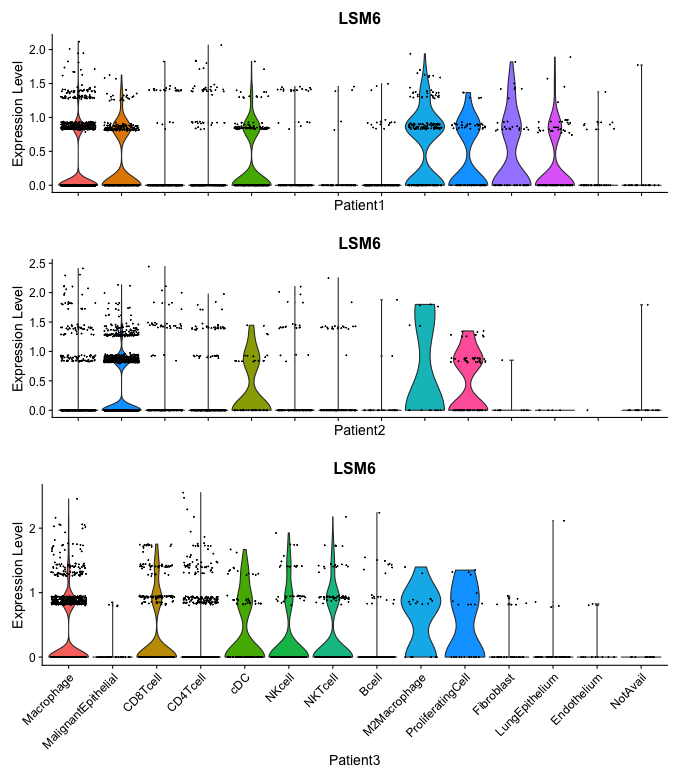 LSM6
Expression Level
2.0
1.5
1.0
0.5
0.0
Patient1
LSM6
Expression Level
2.5
2.0
1.5
1.0
0.5
0.0
Patient2
LSM6
Expression Level
2
1
0
Macrophage
MalignantEpithelial
CD8Tcell
CD4Tcell
cDC
NKcell
NKTcell
Bcell
M2Macrophage
ProliferatingCell
Fibroblast
LungEpithelium
Endothelium
NotAvail
Patient3